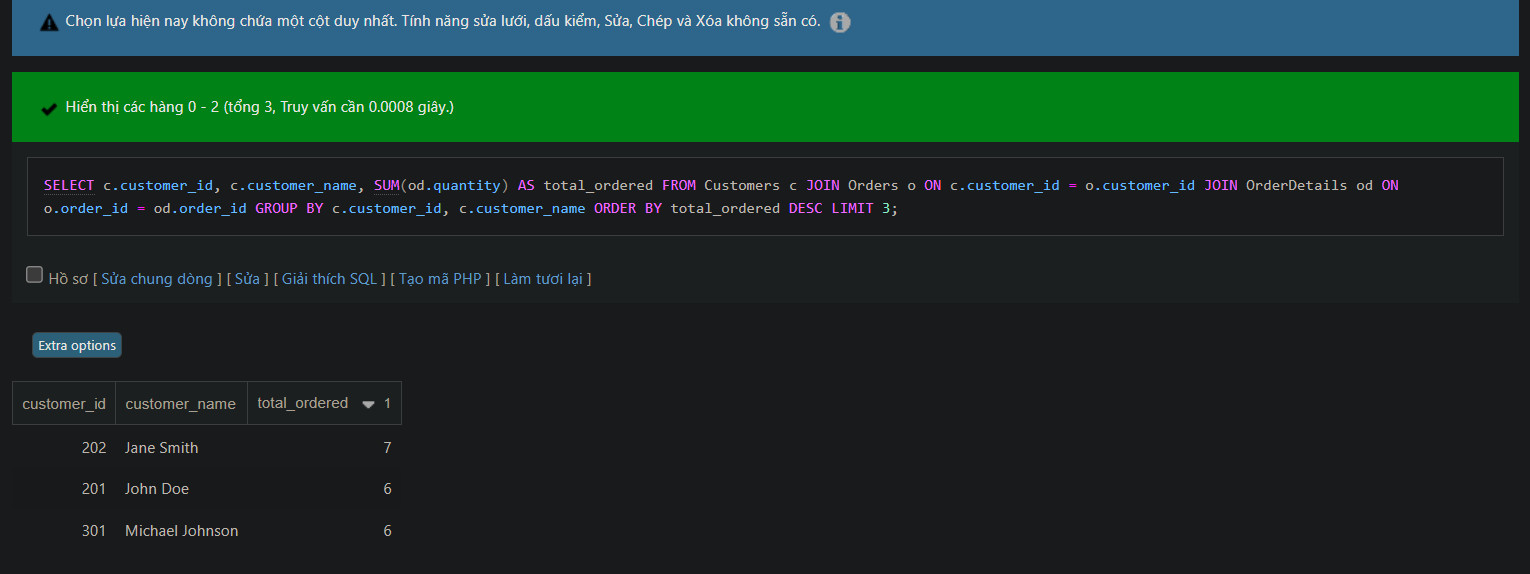 Chọn lựa hiện nay không chứa một cột duy nhất. Tính năng sửa lưới, dấu kiểm, Sửa, Chép và Xóa không sẵn có.
Hiển thị các hàng 0 - 2 (tổng 3, Truy vấn cần 0.0008 giây.)
SELECT c.customer_id, c.customer_name, SUM(od.quantity) AS total_ordered FROM Customers c JOIN Orders o ON c.customer_id = o.customer_id JOIN OrderDetails od ON
o.order_id = od.order_id GROUP BY c.customer_id, c.customer_name ORDER BY total_ordered DESC LIMIT 3;
Hồ sơ [ Sửa chung dòng ] [ Sửa ] [ Giải thích SQL ] [ Tạo mã PHP ] [ Làm tươi lại ]
Extra options
customer_id customer_name total_ordered 1
202 Jane Smith 7
201 John Doe 6
301 Michael Johnson 6